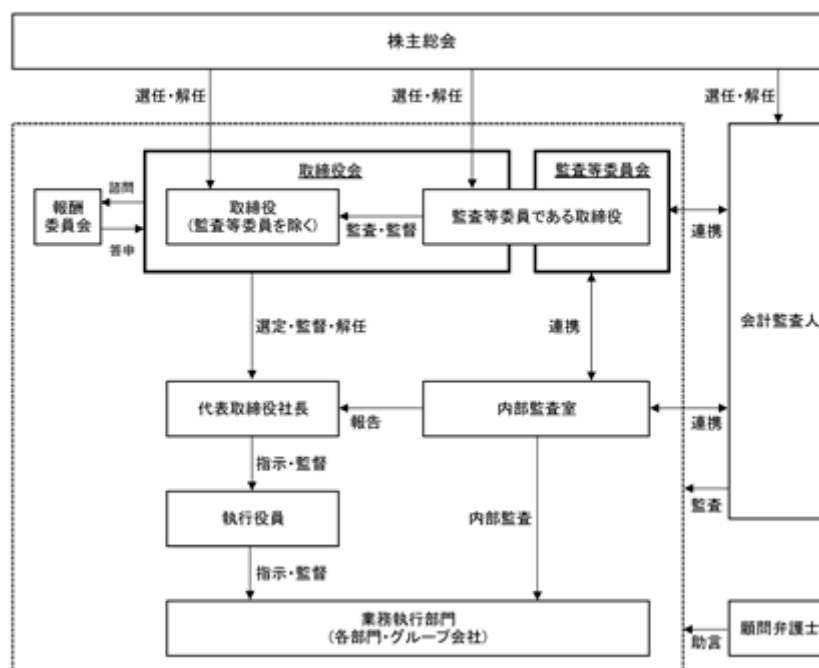 株主総会
選任・解任
選任・解任
選任・解任
取締役会
監査等委員会
諮問
報酬
委員会
答申
取締役
(監査等委員を除く)
監査・監督
監査等委員である取締役
連携
会計監査人
選定・監督・解任
連携
代表取締役社長
報告
内部監査室
連携
指示・監督
監査
執行役員
内部監査
指示・監督
業務執行部門
(各部門・グループ会社)
助言
顧問弁護士